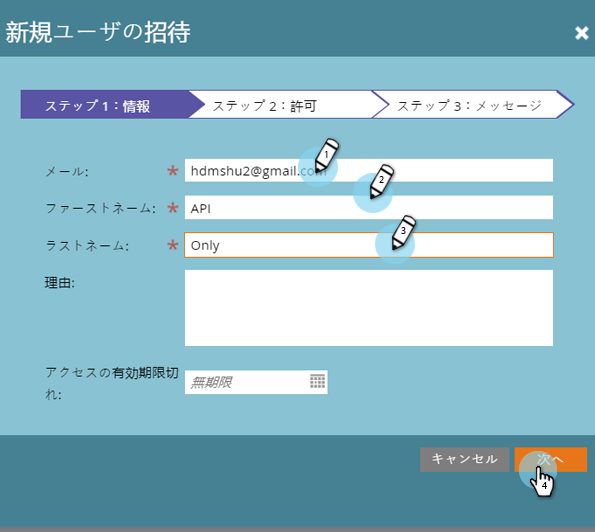 新規ユーザの招待
ステップ 1：情報 ステップ 2：許可 ステップ 3：メッセージ
メール: * hdmshu2@gmail.com 1
2
ファーストネーム: * API
3
ラストネーム: * Only
理由:
アクセスの有効期限切れ: 無期限
キャンセル 次へ
4